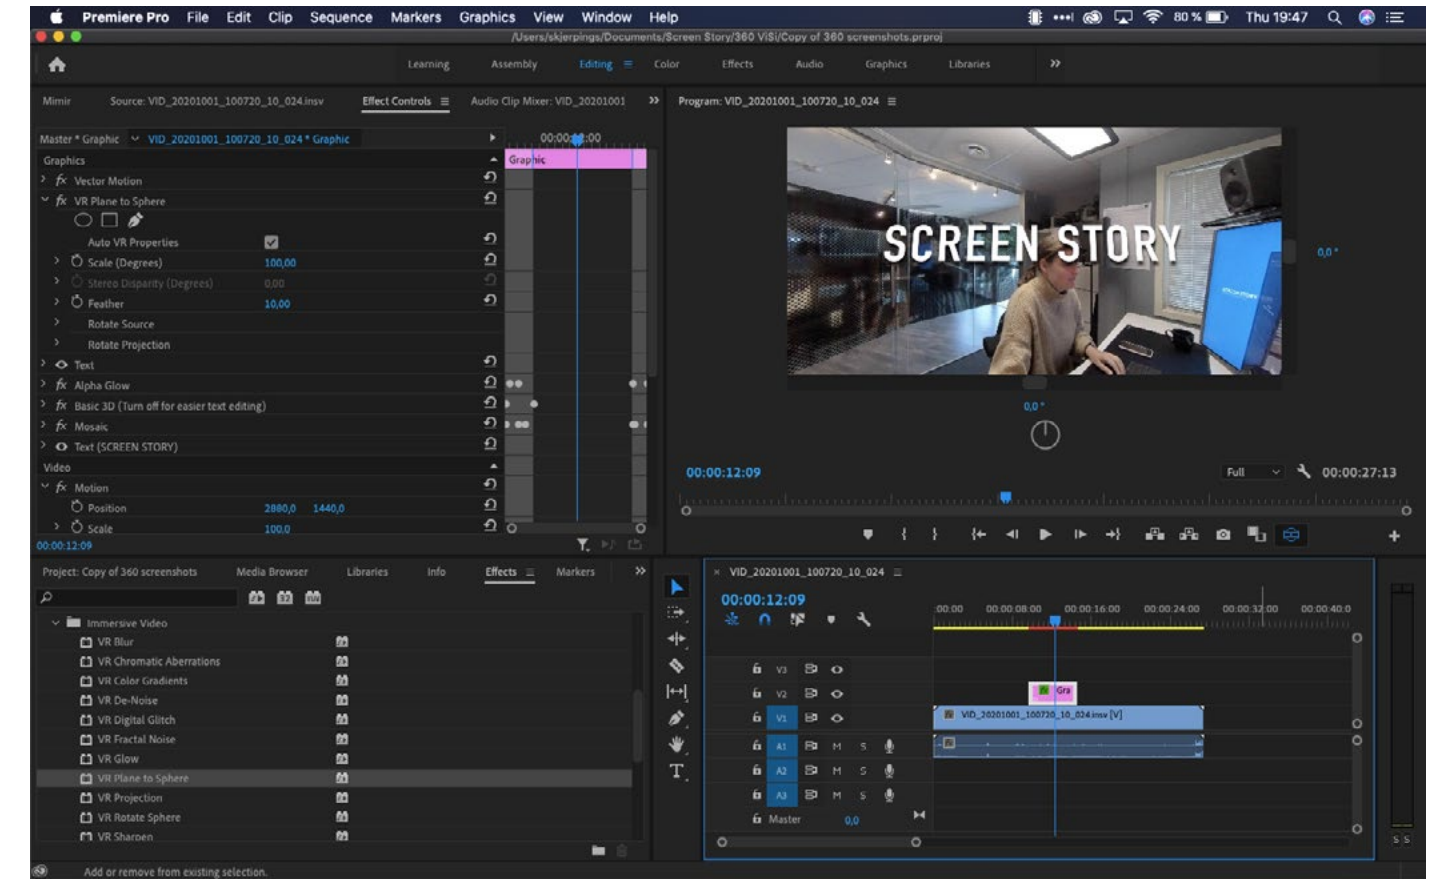 Premiere Pro File Edit Clip Sequence Markers Graphics View Window Help 80 % Thu 19:47
/Users/skjerpings/Documents/Screen Story/360 ViSi/Copy of 360 screenshots.prproj
Learning Assembly Editing Color Effects Audio Graphics Libraries
Mimir Source: VID_20201001_100720_10_024.insv Effect Controls Audio Clip Mixer: VID_20201001
Program: VID_20201001_100720_10_024
Master * Graphic VID_20201001_100720_10_024 * Graphic
Graphics
Graphic
fx Vector Motion
fx VR Plane to Sphere
Auto VR Properties
Scale (Degrees) 100,00
Stereo Disparity (Degrees) 0,00
Feather 10,00
Rotate Source
Rotate Projection
Text
fx Alpha Glow
fx Basic 3D (Turn off for easier text editing)
fx Mosaic
Text (SCREEN STORY)
Video
fx Motion
Position 2880,0 1440,0
Scale 100,0
00:00:12:09
SCREEN STORY
0,0 °
0,0 °
00:00:12:09 Full 00:00:27:13
Project: Copy of 360 screenshots Media Browser Libraries Info Effects Markers
Immersive Video
VR Blur
VR Chromatic Aberrations
VR Color Gradients
VR De-Noise
VR Digital Glitch
VR Fractal Noise
VR Glow
VR Plane to Sphere
VR Projection
VR Rotate Sphere
VR Sharpen
VID_20201001_100720_10_024
00:00:12:09
:00:00 00:00:08:00 00:00:16:00 00:00:24:00 00:00:32:00 00:00:40:0
V3
V2 Gra
V1 VID_20201001_100720_10_024.insv [V]
A1 M S
A2 M S
A3 M S
Master 0,0
S S
Add or remove from existing selection.